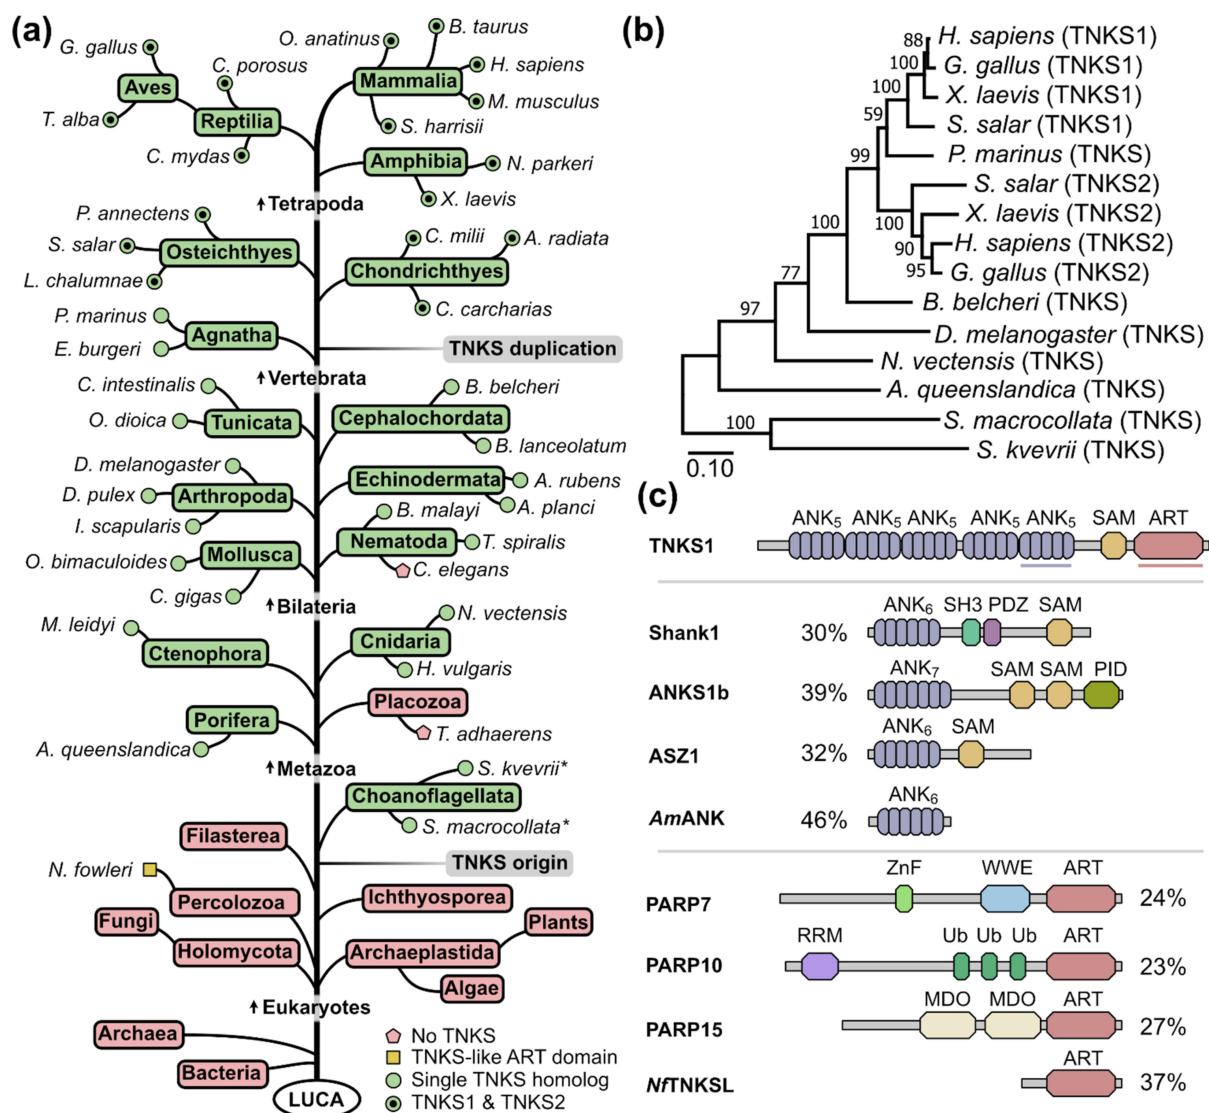 (a)
G. gallus
O. anatinus
B. taurus
C. porosus
H. sapiens
Aves
Mammalia
M. musculus
T. alba
Reptilia
S. harrisii
C. mydas
Amphibia
N. parkeri
X. laevis
Tetrapoda
P. annectens
S. salar
Osteichthyes
C. milii
A. radiata
L. chalumnae
Chondrichthyes
C. carcharias
P. marinus
Agnatha
E. burgeri
TNKS duplication
Vertebrata
C. intestinalis
B. belcheri
O. dioica
Tunicata
Cephalochordata
B. lanceolatum
D. melanogaster
Echinodermata
A. rubens
D. pulex
Arthropoda
A. planci
I. scapularis
B. malayi
Nematoda
T. spiralis
O. bimaculoides
Mollusca
C. elegans
C. gigas
Bilateria
M. leidyi
N. vectensis
Ctenophora
Cnidaria
H. vulgaris
Placozoa
Porifera
T. adhaerens
A. queenslandica
Metazoa
S. kvevrii*
Choanoflagellata
S. macrocollata*
Filasterea
TNKS origin
N. fowleri
Percolozoa
Ichthyosporea
Fungi
Plants
Holomycota
Archaeplastida
Algae
Eukaryotes
Archaea
Bacteria
LUCA
No TNKS
TNKS-like ART domain
Single TNKS homolog
TNKS1 & TNKS2
(b)
88
H. sapiens (TNKS1)
100
G. gallus (TNKS1)
100
X. laevis (TNKS1)
59
S. salar (TNKS1)
99
P. marinus (TNKS)
S. salar (TNKS2)
100
X. laevis (TNKS2)
100
90
H. sapiens (TNKS2)
95
G. gallus (TNKS2)
77
B. belcheri (TNKS)
97
D. melanogaster (TNKS)
N. vectensis (TNKS)
A. queenslandica (TNKS)
100
S. macrocollata (TNKS)
S. kvevrii (TNKS)
0.10
(c)
ANK5 ANK5 ANK5 ANK5 ANK5 SAM ART
TNKS1
ANK6 SH3 PDZ SAM
Shank1 30%
ANK7 SAM SAM PID
ANKS1b 39%
ANK6 SAM
ASZ1 32%
ANK6
AmANK 46%
ZnF WWE ART
PARP7 24%
RRM Ub Ub Ub ART
PARP10 23%
MDO MDO ART
PARP15 27%
ART
NfTNKSL 37%